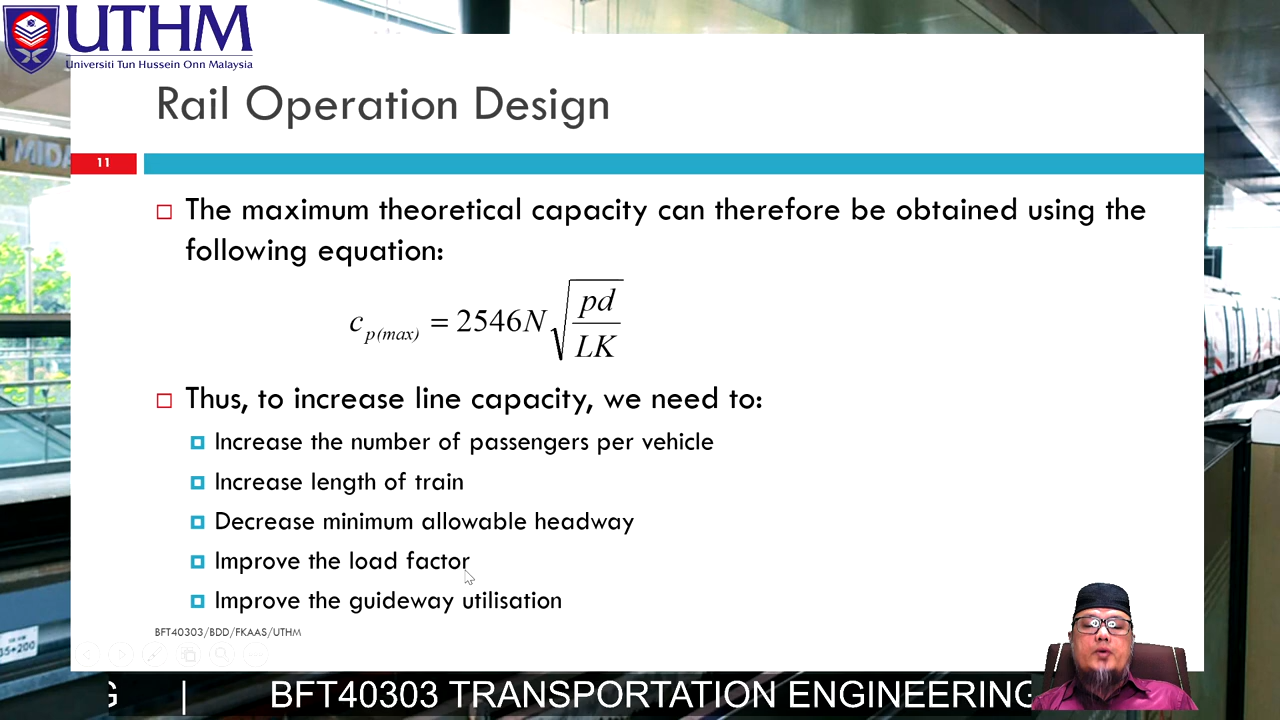 UTHM
Universiti Tun Hussein Onn Malaysia
Rail Operation Design
11
The maximum theoretical capacity can therefore be obtained using the
following equation:
c_{p(max)} = 2546N\sqrt{\frac{pd}{LK}}
Thus, to increase line capacity, we need to:
Increase the number of passengers per vehicle
Increase length of train
Decrease minimum allowable headway
Improve the load factor
Improve the guideway utilisation
BFT40303/BDD/FKAAS/UTHM
G | BFT40303 TRANSPORTATION ENGINEERING